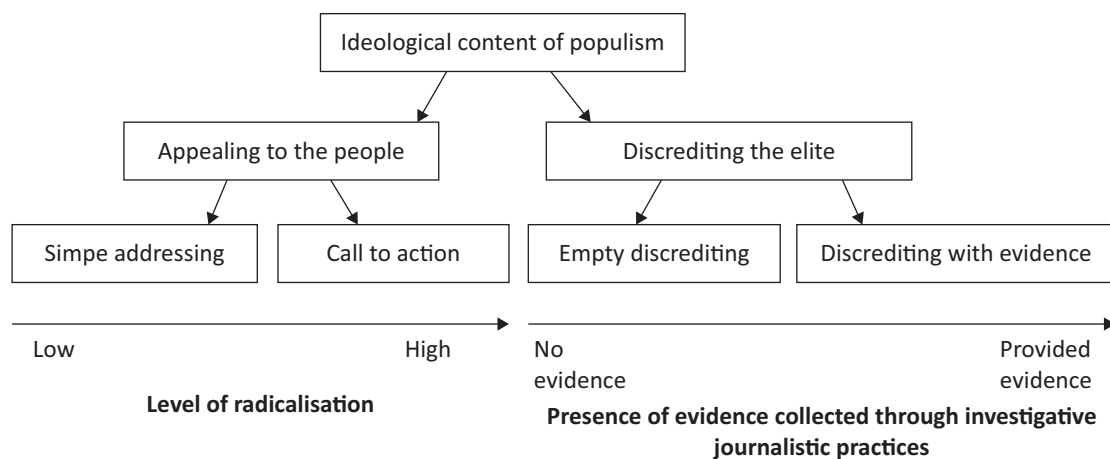 Ideological content of populism
Appealing to the people
Discrediting the elite
Simpe addressing
Call to action
Empty discrediting
Discrediting with evidence
Low
High
No
evidence
Provided
evidence
Level of radicalisation
Presence of evidence collected through investigative
journalistic practices